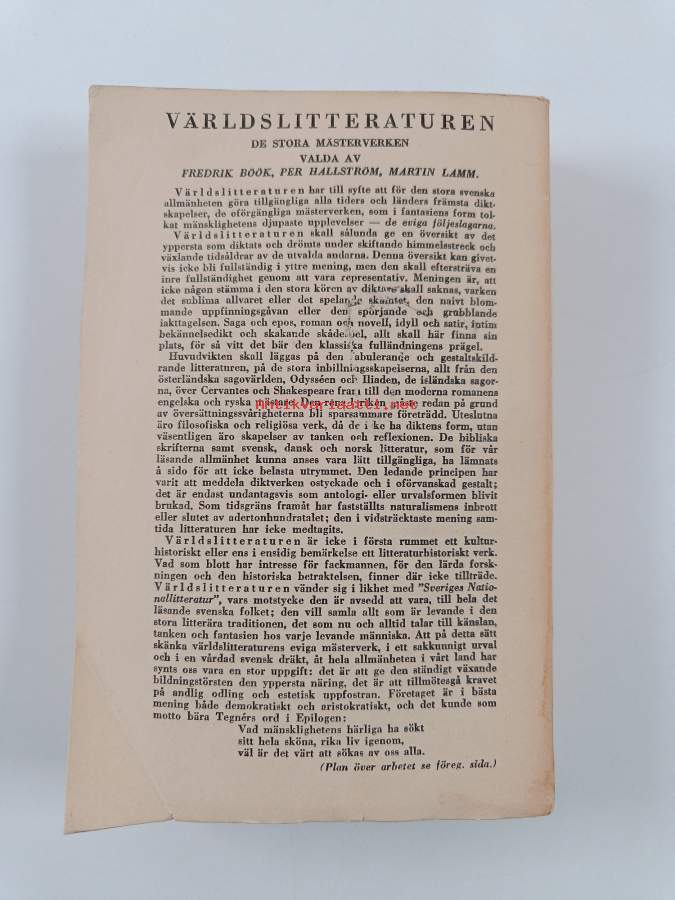 VÄRLDSLITTERATUREN
DE STORA MÄSTERVERKEN
VALDA AV
FREDRIK BÖÖK, PER HALLSTRÖM, MARTIN LAMM.
Världslitteraturen har till syfte att för den stora svenska
allmänheten göra tillgängliga alla tiders och länders främsta dikt-
skapelser, de oförgängliga mästerverken, som i fantasiens form tol-
kat mänsklighetens djupaste upplevelser — de eviga följeslagarna.
Världslitteraturen skall sålunda ge en översikt av det
yppersta som diktats och drömts under skiftande himmelsstreck och
växlande tidsåldrar av de utvalda andarna. Denna översikt kan givet-
vis icke bli fullständig i yttre mening, men den skall eftersträva en
inre fullständighet genom att vara representativ. Meningen är, att
icke någon stämma i den stora kören av diktare skall saknas, varken
det sublima allvaret eller det spelande skämtet, den naivt blom-
mande uppfinningsgåvan eller den spörjande och grubblande
iakttagelsen. Saga och epos, roman och novell, idyll och satir, intim
bekännelsedikt och skakande skådespel, allt skall här finna sin
plats, för så vitt det bär den klassiska fulländningens prägel.
Huvudvikten skall läggas på den fabulerande och gestaltskild-
rande litteraturen, på de stora inbillningsskapelserna, allt från den
österländska sagovärlden, Odysséen och Iliaden, de isländska sagor-
na, över Cervantes och Shakespeare fram till den moderna romanens
engelska och ryska mästare. Den rena lyriken måste redan på grund
av översättningssvårigheterna bli sparsammare företrädd. Uteslutna
äro filosofiska och religiösa verk, då de icke ha diktens form, utan
väsentligen äro skapelser av tanken och reflexionen. De bibliska
skrifterna samt svensk, dansk och norsk litteratur, som för vår
läsande allmänhet kunna anses vara lätt tillgängliga, ha lämnats
å sido för att icke belasta utrymmet. Den ledande principen har
varit att meddela diktverken ostyckade och i oförvanskad gestalt;
det är endast undantagsvis som antologi- eller urvalsformen blivit
brukad. Som tidsgräns framåt har fastställts naturalismens inbrott
eller slutet av adertonhundratalet; den i vidsträcktaste mening sam-
tida litteraturen har icke medtagits.
Världslitteraturen är icke i första rummet ett kultur-
historiskt eller ens i ensidig bemärkelse ett litteraturhistoriskt verk.
Vad som blott har intresse för fackmannen, för den lärda forsk-
ningen och den historiska betraktelsen, finner där icke tillträde.
Världslitteraturen vänder sig i likhet med "Sveriges Natio-
nallitteratur", vars motstycke den är avsedd att vara, till hela det
läsande svenska folket; den vill samla allt som är levande i den
stora litterära traditionen, det som nu och alltid talar till känslan,
tanken och fantasien hos varje levande människa. Att på detta sätt
skänka världslitteraturens eviga mästerverk, i ett sakkunnigt urval
och i en vårdad svensk dräkt, åt hela allmänheten i vårt land har
synts oss vara en stor uppgift: det är att ge den ständigt växande
bildningstörsten den yppersta näring, det är att tillmötesgå kravet
på andlig odling och estetisk uppfostran. Företaget är i bästa
mening både demokratiskt och aristokratiskt, och det kunde som
motto bära Tegnérs ord i Epilogen:
Vad mänsklighetens härliga ha sökt
sitt hela sköna, rika liv igenom,
väl är det värt att sökas av oss alla.
(Plan över arbetet se föreg. sida.)